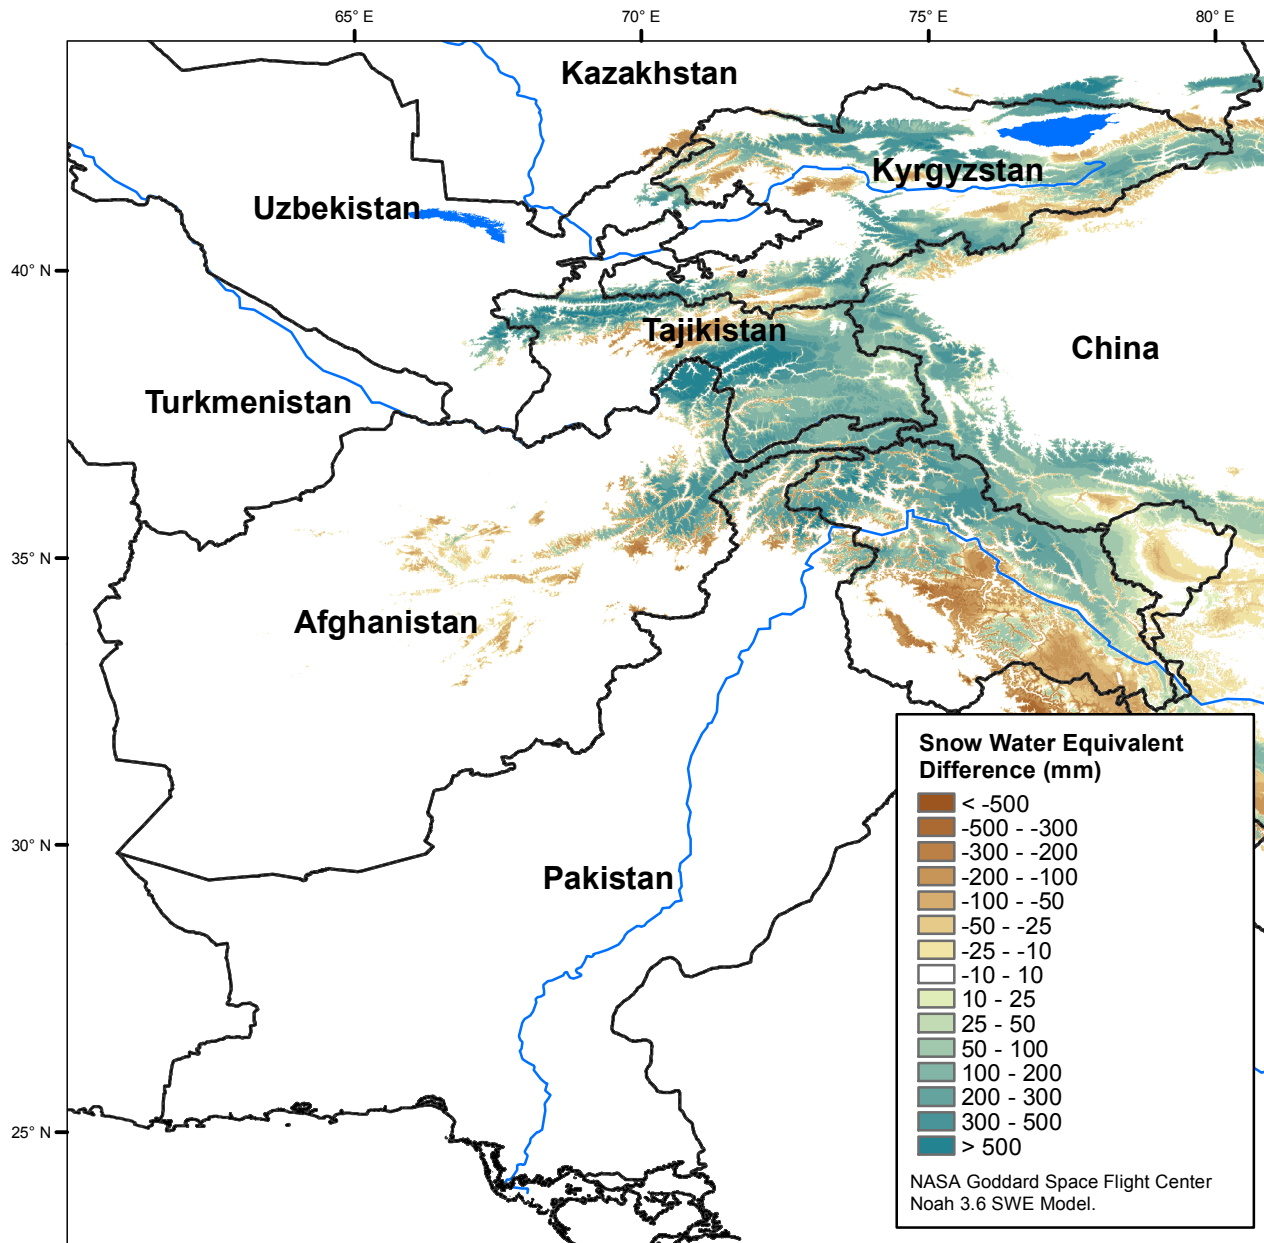 65° E
70° E
75° E
80° E
Kazakhstan
Kyrgyzstan
Uzbekistan
40° N
Tajikistan
China
Turkmenistan
35° N
Afghanistan
Snow Water Equivalent
Difference (mm)
< -500
-500 - -300
-300 - -200
-200 - -100
-100 - -50
-50 - -25
-25 - -10
-10 - 10
10 - 25
25 - 50
50 - 100
100 - 200
200 - 300
300 - 500
> 500
NASA Goddard Space Flight Center
Noah 3.6 SWE Model.
30° N
Pakistan
25° N